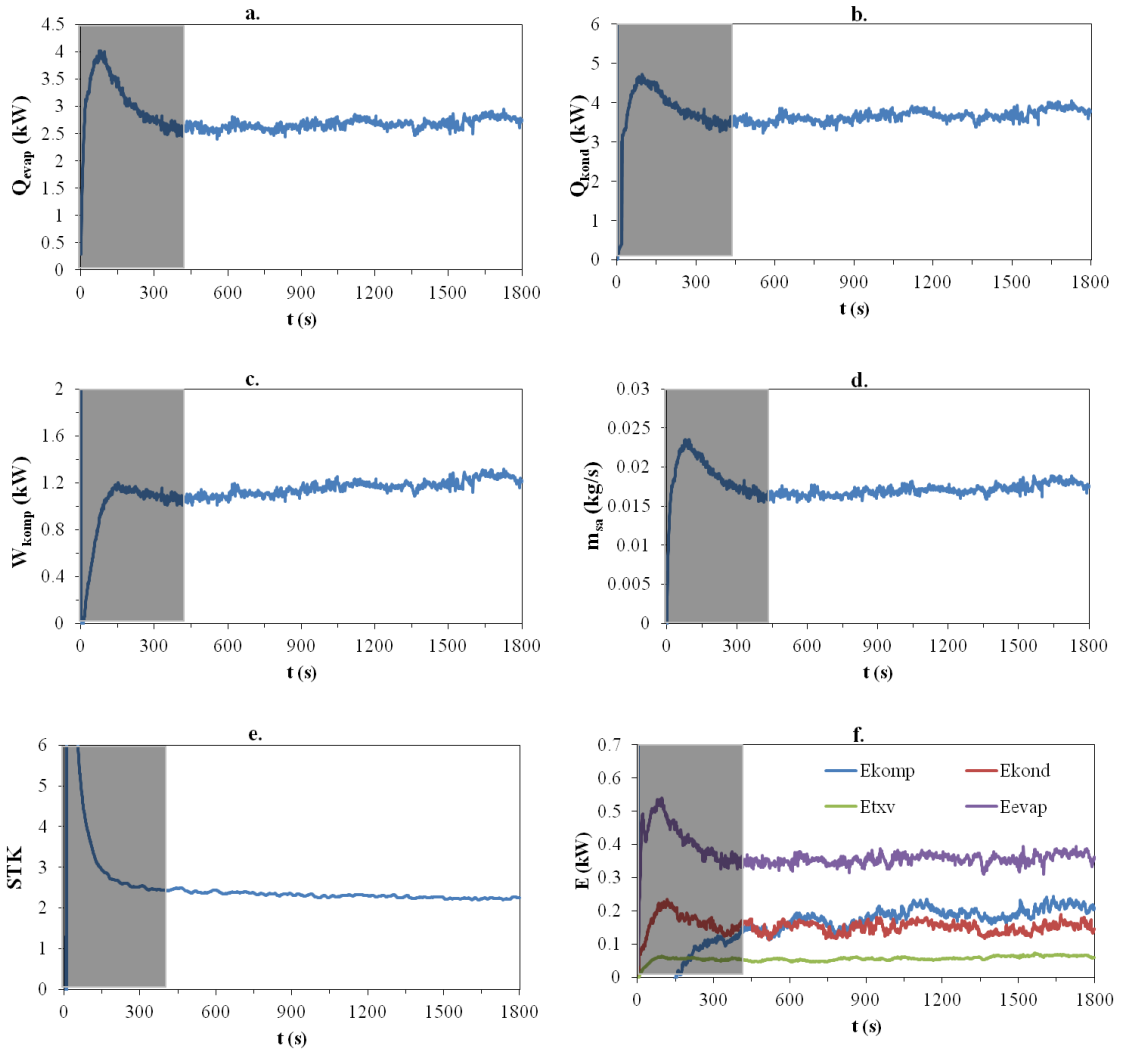 a.
Qevap (kW)
4.5
4
3.5
3
2.5
2
1.5
1
0.5
0
0 300 600 900 1200 1500 1800
t (s)
b.
Qkond (kW)
6
5
4
3
2
1
0
0 300 600 900 1200 1500 1800
t (s)
c.
Wkomp (kW)
2
1.6
1.2
0.8
0.4
0
0 300 600 900 1200 1500 1800
t (s)
d.
msa (kg/s)
0.03
0.025
0.02
0.015
0.01
0.005
0
0 300 600 900 1200 1500 1800
t (s)
e.
STK
6
5
4
3
2
1
0
0 300 600 900 1200 1500 1800
t (s)
f.
E (kW)
0.7
0.6
0.5
0.4
0.3
0.2
0.1
0
Ekomp Ekond
Etxv Eevap
0 300 600 900 1200 1500 1800
t (s)